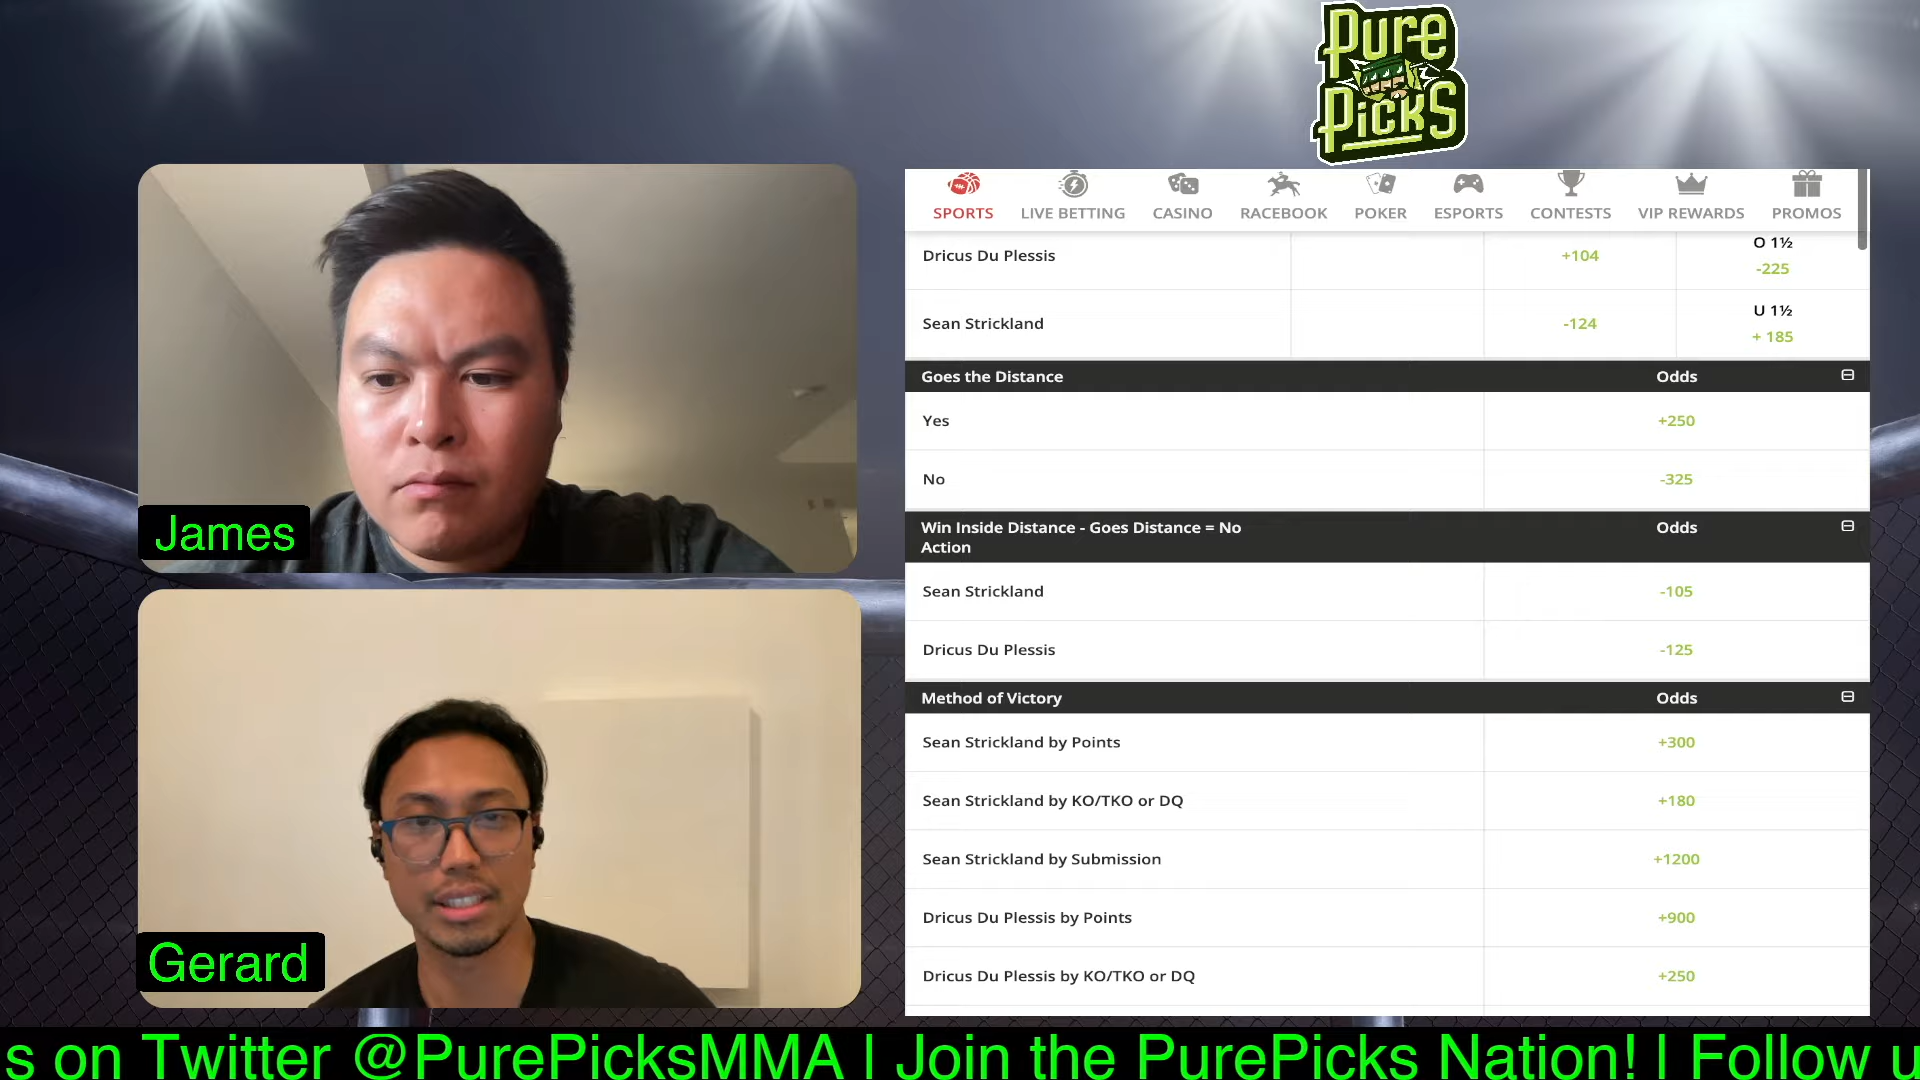 Pure
Picks
SPORTS LIVE BETTING CASINO RACEBOOK POKER ESPORTS CONTESTS VIP REWARDS PROMOS
Dricus Du Plessis +104 O 1½ -225
Sean Strickland -124 U 1½ + 185
Goes the Distance Odds
Yes +250
No -325
Win Inside Distance - Goes Distance = No Odds
Action
Sean Strickland -105
Dricus Du Plessis -125
Method of Victory Odds
Sean Strickland by Points +300
Sean Strickland by KO/TKO or DQ +180
Sean Strickland by Submission +1200
Dricus Du Plessis by Points +900
Dricus Du Plessis by KO/TKO or DQ +250
James
Gerard
s on Twitter @PurePicksMMA | Join the PurePicks Nation! | Follow u